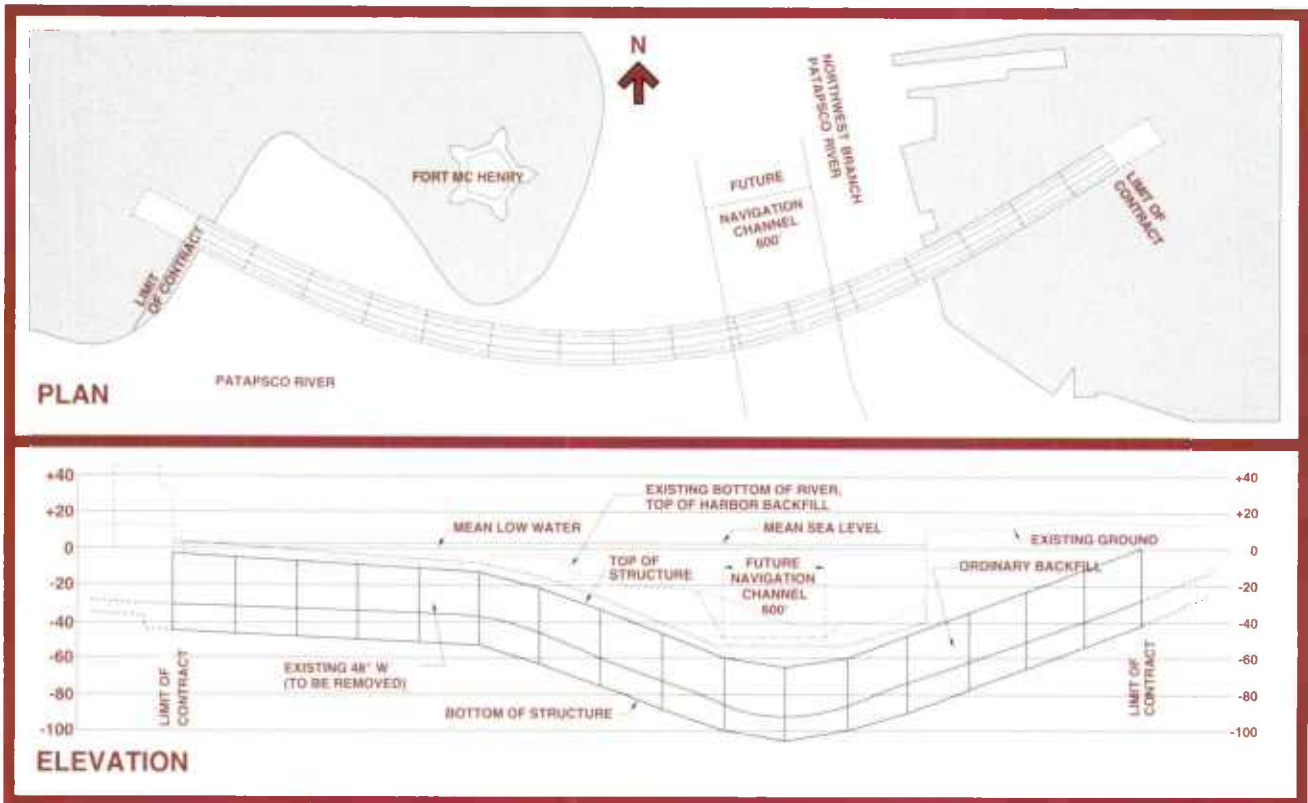 N
NORTHWEST BRANCH
PATAPSCO RIVER
FORT MC HENRY
FUTURE
NAVIGATION
CHANNEL
600'
LIMIT OF
CONTRACT
LIMIT
OF CONTRACT
PATAPSCO RIVER
PLAN
+40
+20
0
-20
-40
-60
-80
-100
EXISTING BOTTOM OF RIVER,
TOP OF HARBOR BACKFILL
MEAN LOW WATER
MEAN SEA LEVEL
EXISTING GROUND
TOP OF
STRUCTURE
FUTURE
NAVIGATION
CHANNEL
600'
ORDINARY BACKFILL
EXISTING 48" W
(TO BE REMOVED)
BOTTOM OF STRUCTURE
LIMIT OF
CONTRACT
LIMIT OF
CONTRACT
+40
+20
0
-20
-40
-60
-80
-100
ELEVATION